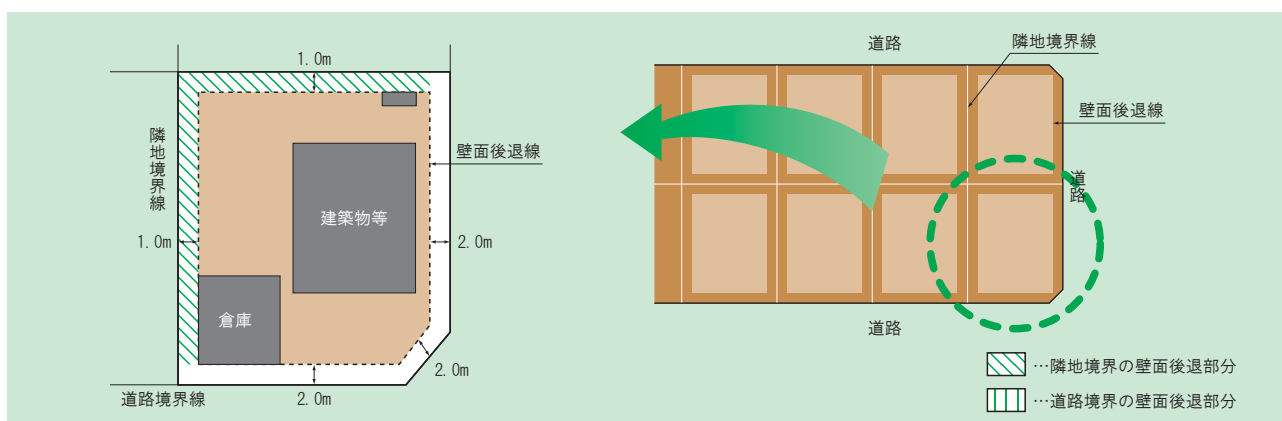 1.0m
隣地境界線
1.0m
壁面後退線
建築物等
2.0m
倉庫
2.0m
道路境界線
2.0m
道路
隣地境界線
壁面後退線
道路
道路
…隣地境界の壁面後退部分
…道路境界の壁面後退部分